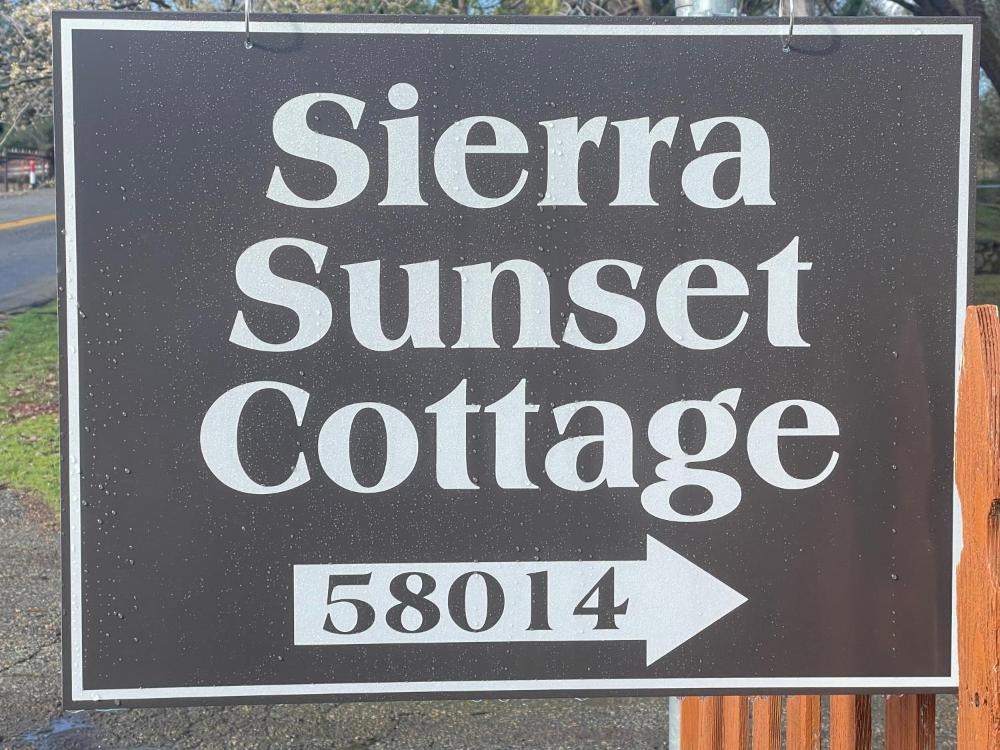 Sierra
Sunset
Cottage
58014